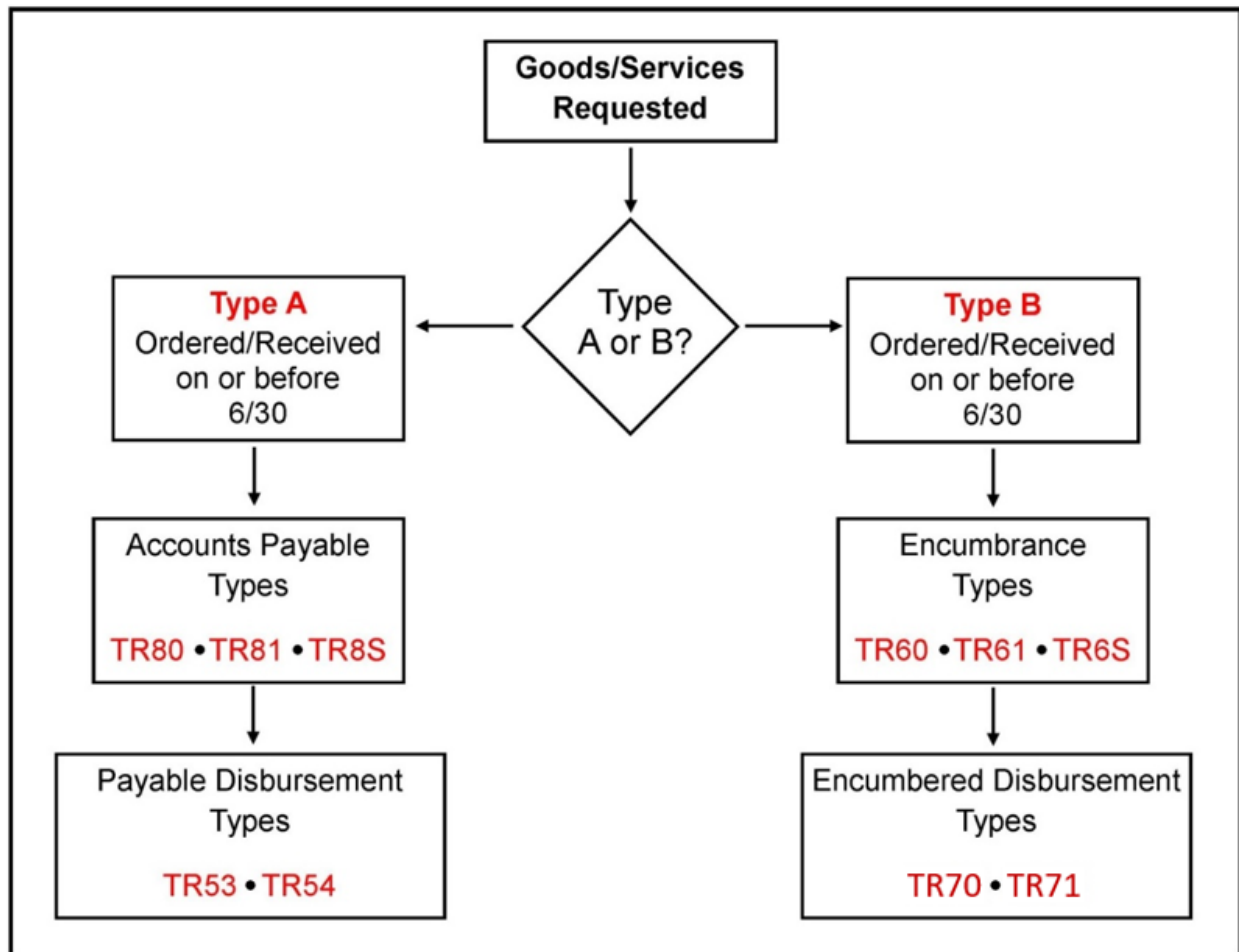 Goods/Services
Requested
Type
A or B?
Type A
Ordered/Received
on or before
6/30
Type B
Ordered/Received
on or before
6/30
Accounts Payable
Types
TR80 • TR81 • TR8S
Encumbrance
Types
TR60 • TR61 • TR6S
Payable Disbursement
Types
TR53 • TR54
Encumbered Disbursement
Types
TR70 • TR71